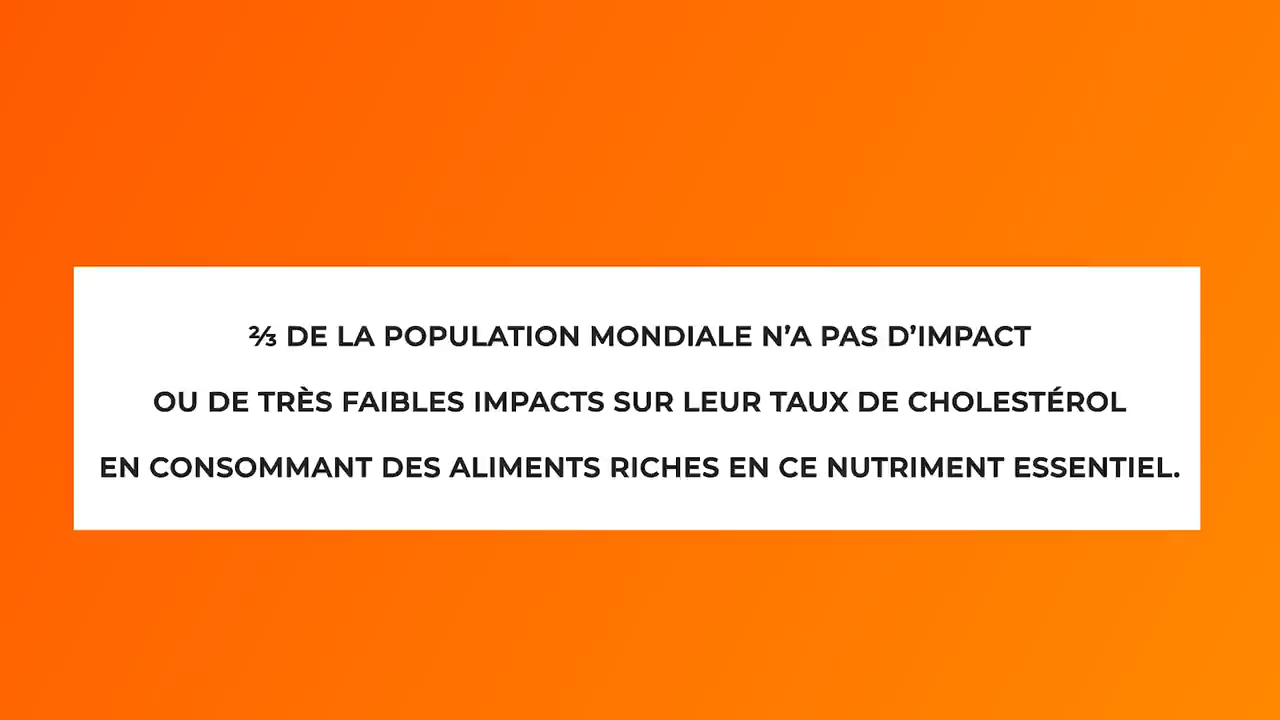 ⅔ DE LA POPULATION MONDIALE N’A PAS D’IMPACT
OU DE TRÈS FAIBLES IMPACTS SUR LEUR TAUX DE CHOLESTÉROL
EN CONSOMMANT DES ALIMENTS RICHES EN CE NUTRIMENT ESSENTIEL.